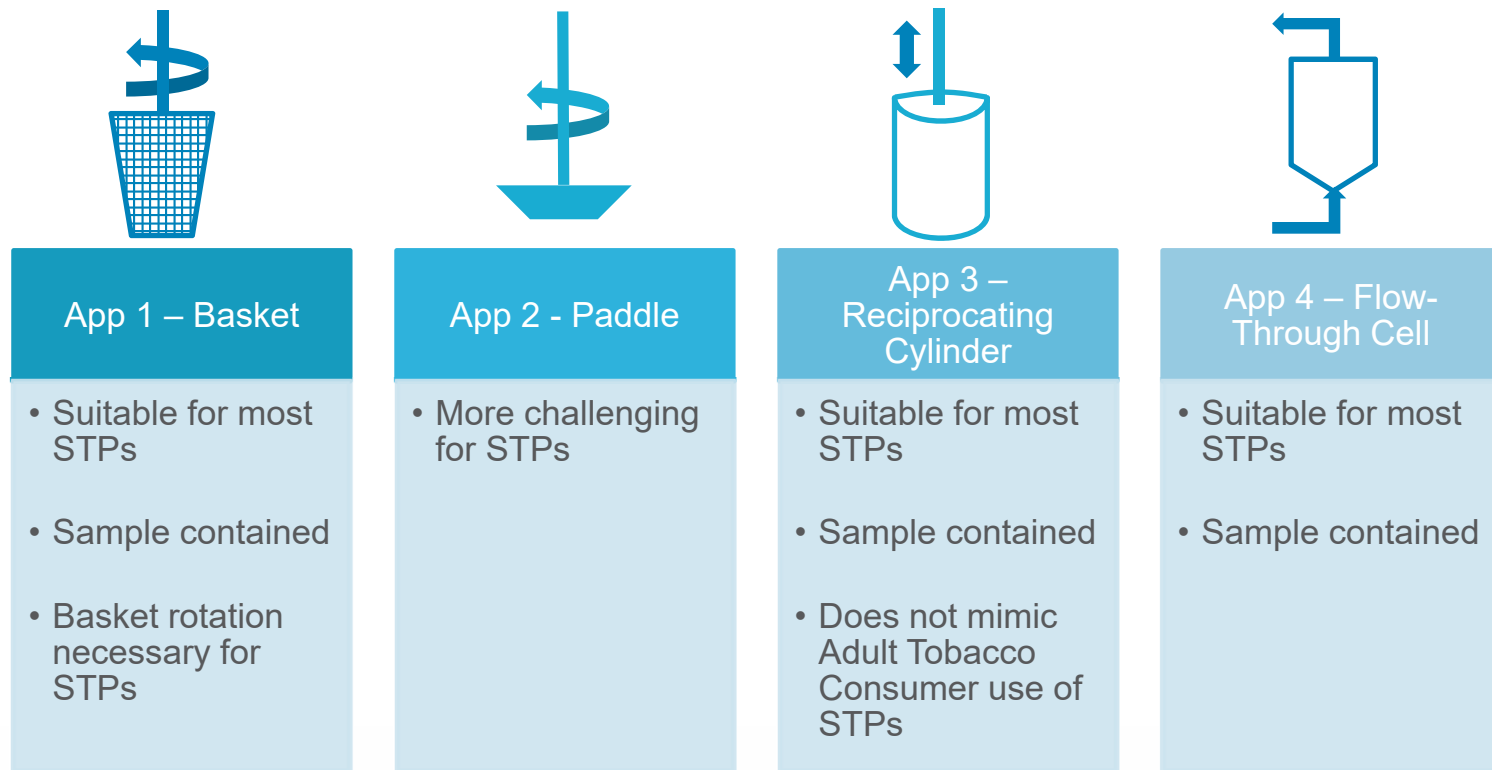 App 1 – Basket
• Suitable for most
STPs
• Sample contained
• Basket rotation
necessary for
STPs
App 2 - Paddle
• More challenging
for STPs
App 3 –
Reciprocating
Cylinder
• Suitable for most
STPs
• Sample contained
• Does not mimic
Adult Tobacco
Consumer use of
STPs
App 4 – Flow-
Through Cell
• Suitable for most
STPs
• Sample contained